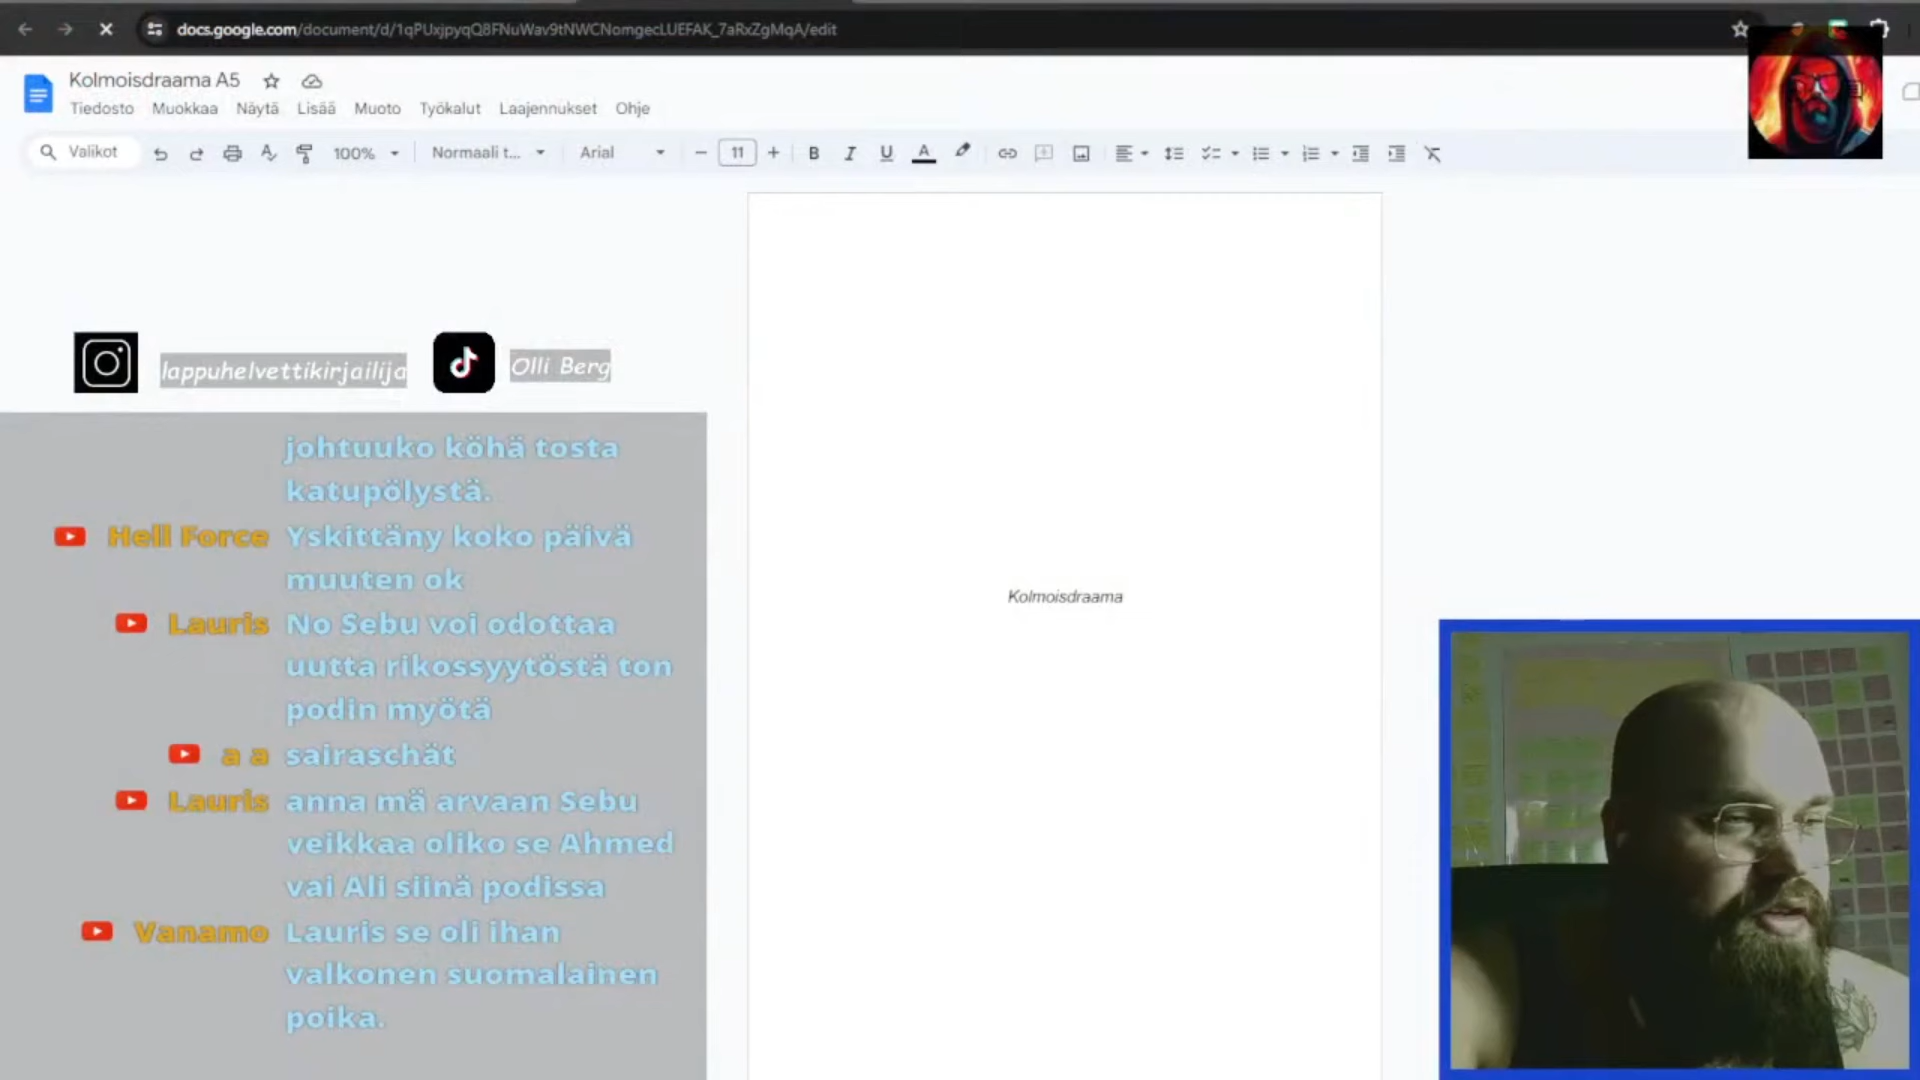 docs.google.com/document/d/1qPUxjpyqQ8FNuWav9tNWCNomgecLUEFAK_7aRxZgMqA/edit
Kolmoisdraama A5
Tiedosto Muokkaa Näytä Lisää Muoto Työkalut Laajennukset Ohje
Valikot 100% Normaali t... Arial 11 B I U A
lappuhelvettikirjailija Olli Berg
johtuuko köhä tosta
katupölystä.
Hell Force Yskittäny koko päivä
muuten ok
Lauris No Sebu voi odottaa
uutta rikossyytöstä ton
podin myötä
a a sairaschät
Lauris anna mä arvaan Sebu
veikkaa oliko se Ahmed
vai Ali siinä podissa
Vanamo Lauris se oli ihan
valkonen suomalainen
poika.
Kolmoisdraama